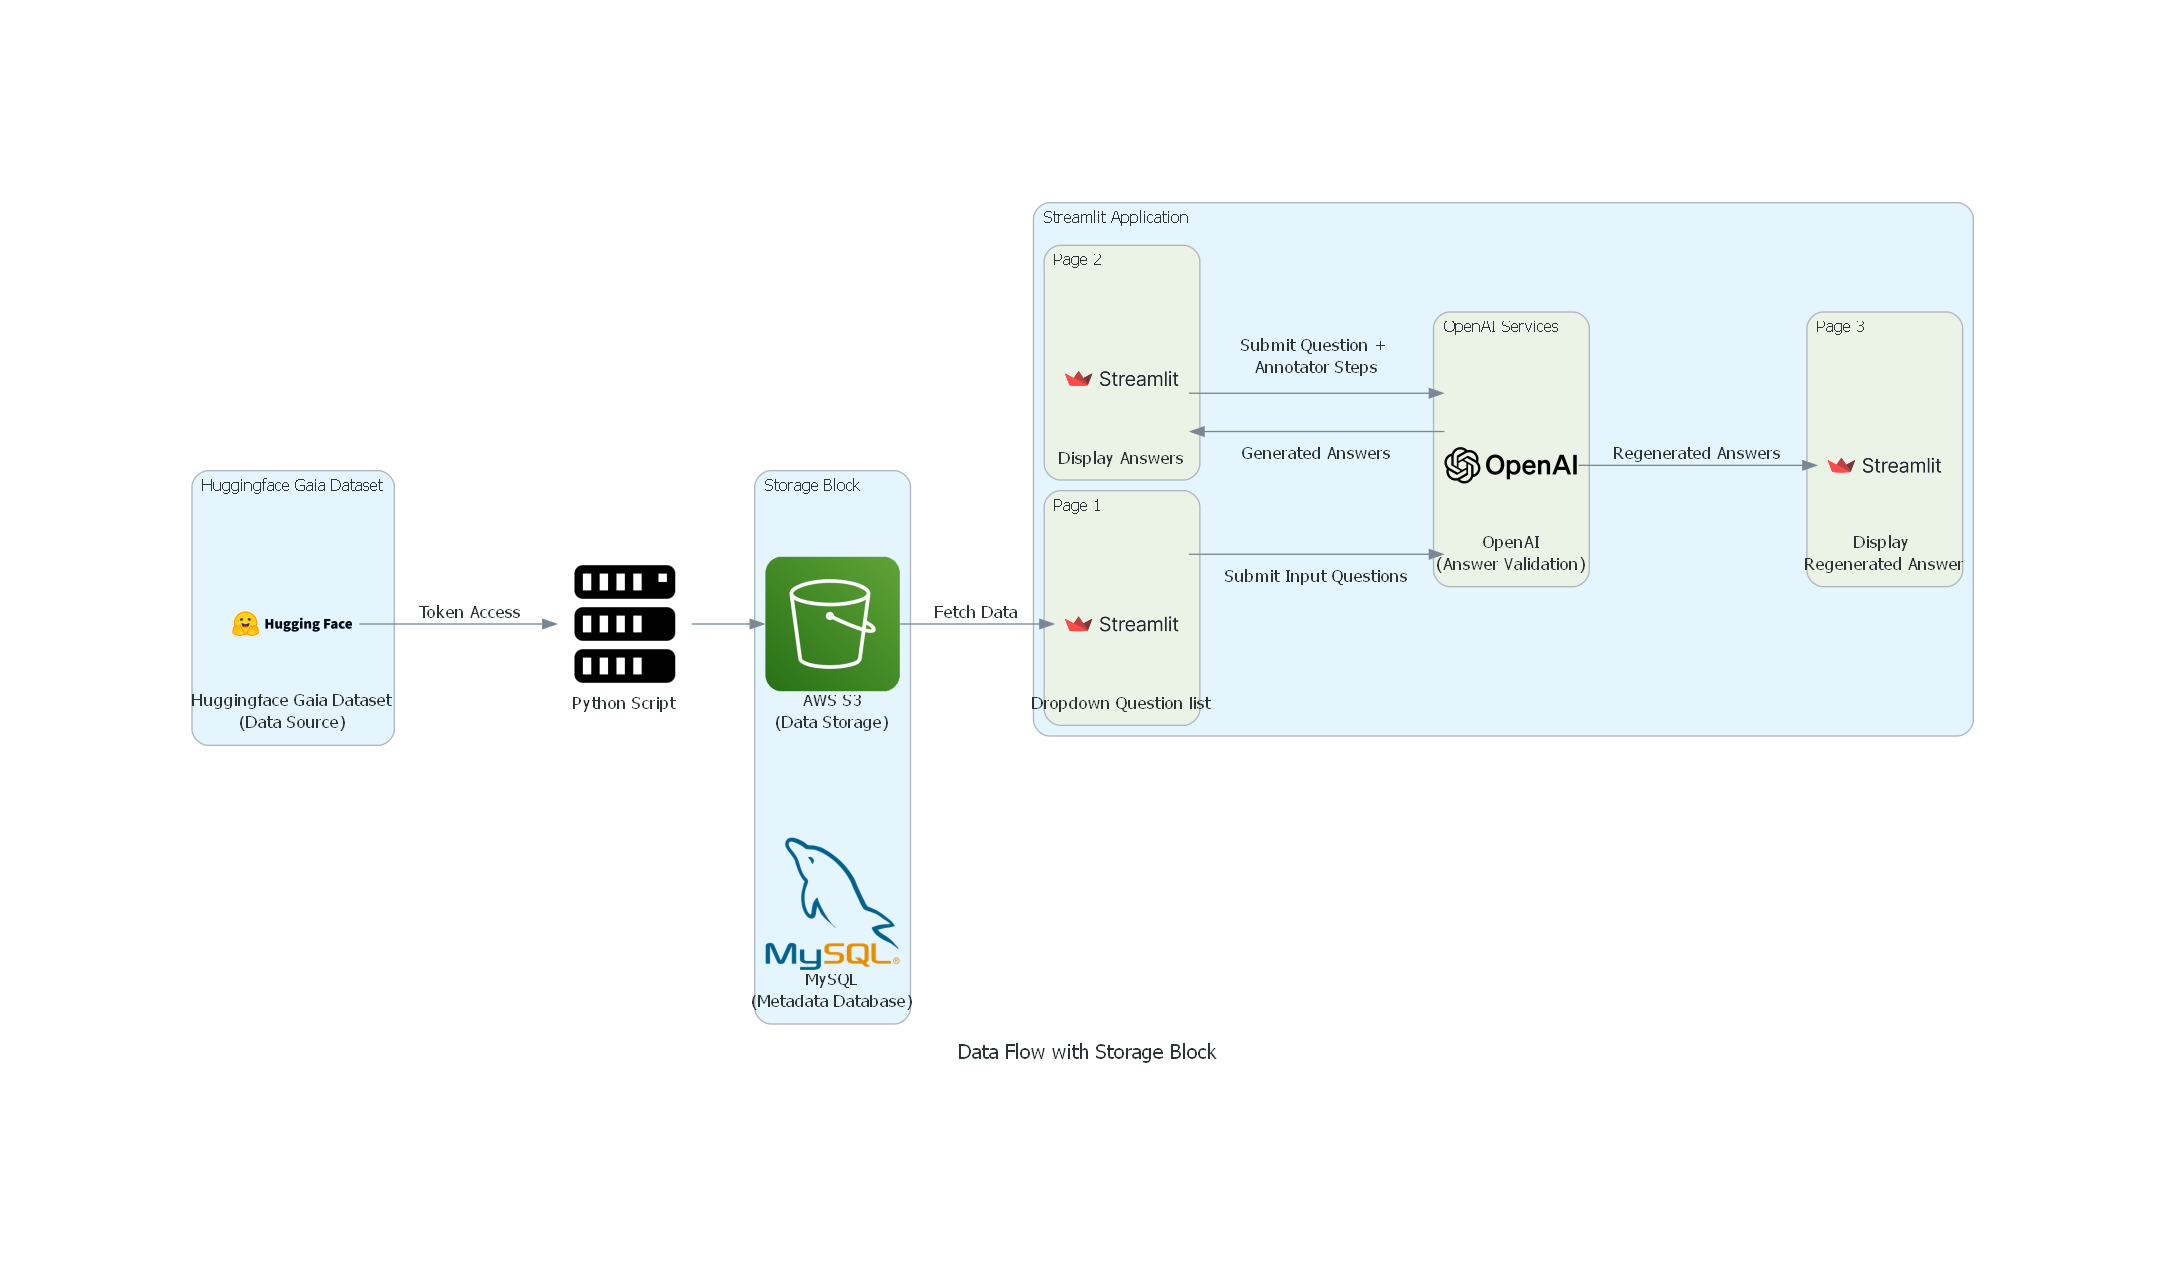 Streamlit Application
Page 2
Streamlit
Display Answers
Submit Question +
Annotator Steps
Generated Answers
OpenAI Services
OpenAI
OpenAI
(Answer Validation)
Regenerated Answers
Page 3
Streamlit
Display
Regenerated Answer
Huggingface Gaia Dataset
Hugging Face
Huggingface Gaia Dataset
(Data Source)
Token Access
Python Script
Storage Block
AWS S3
(Data Storage)
Fetch Data
Page 1
Streamlit
Dropdown Question list
Submit Input Questions
MySQL®
MySQL
(Metadata Database)
Data Flow with Storage Block